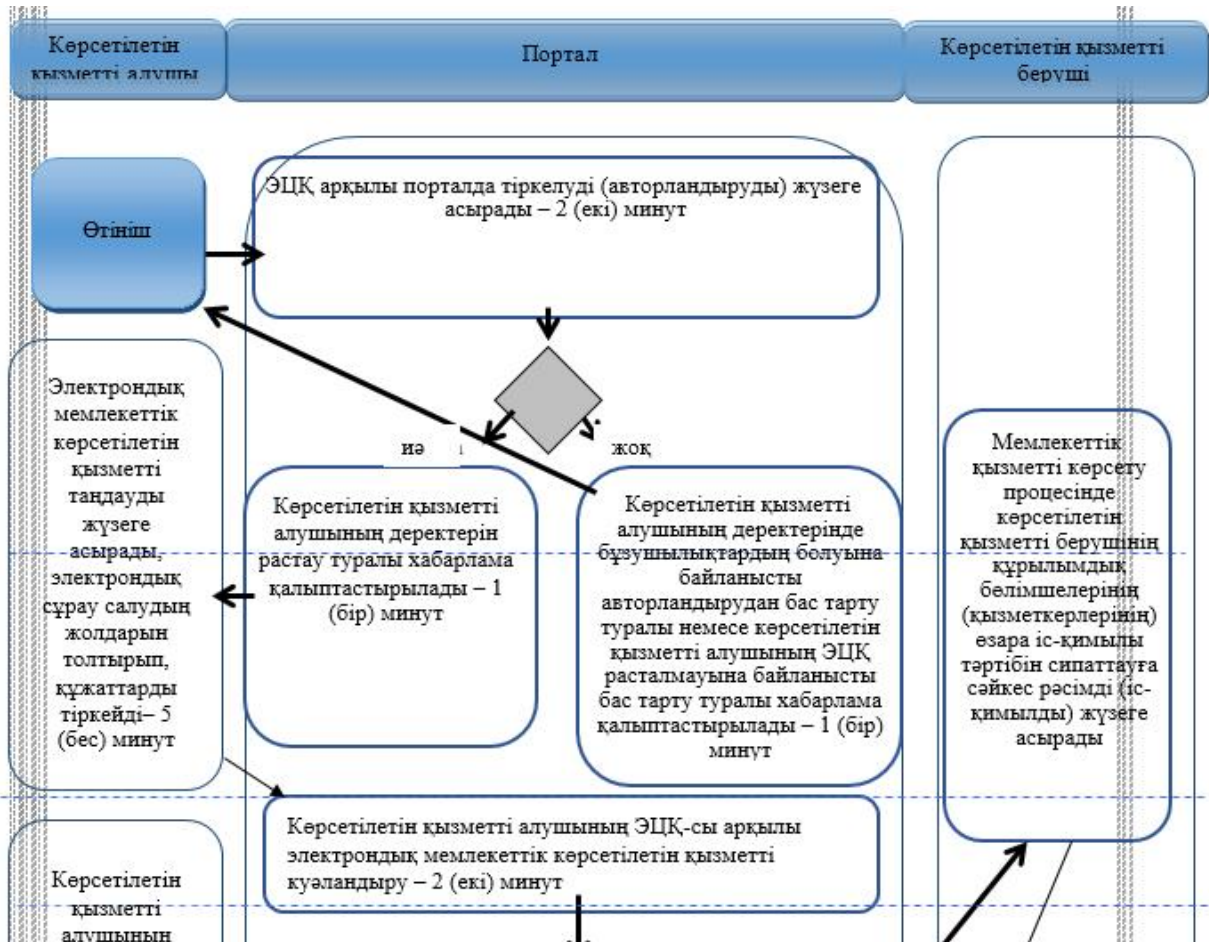 Көрсетілетін
қызметті алушы
Портал
Көрсетілетін қызметті
беруші
Өтініш
ЭЦҚ арқылы порталда тіркелуді (авторландыруды) жүзеге
асырады – 2 (екі) минут
иә
жоқ
Электрондық
мемлекеттік
көрсетілетін
қызметті
таңдауды
жүзеге
асырады,
электрондық
сұрау салудың
жолдарын
толтырып,
құжаттарды
тіркейді– 5
(бес) минут
Көрсетілетін қызметті
алушының деректерін
растау туралы хабарлама
қалыптастырылады – 1
(бір) минут
Көрсетілетін қызметті
алушының деректерінде
бұзушылықтардың болуына
байланысты
авторландырудан бас тарту
туралы немесе көрсетілетін
қызметті алушының ЭЦҚ
расталмауына байланысты
бас тарту туралы хабарлама
қалыптастырылады – 1 (бір)
минут
Мемлекеттік
қызметті көрсету
процесінде
көрсетілетін
қызметті берушінің
құрылымдық
бөлімшелерінің
(қызметкерлерінің)
өзара іс-қимылы
тәртібін сипаттауға
сәйкес рәсімді (іс-
қимылды) жүзеге
асырады
Көрсетілетін қызметті алушының ЭЦҚ-сы арқылы
электрондық мемлекеттік көрсетілетін қызметті
куәландыру – 2 (екі) минут
Көрсетілетін
қызметті
алушының